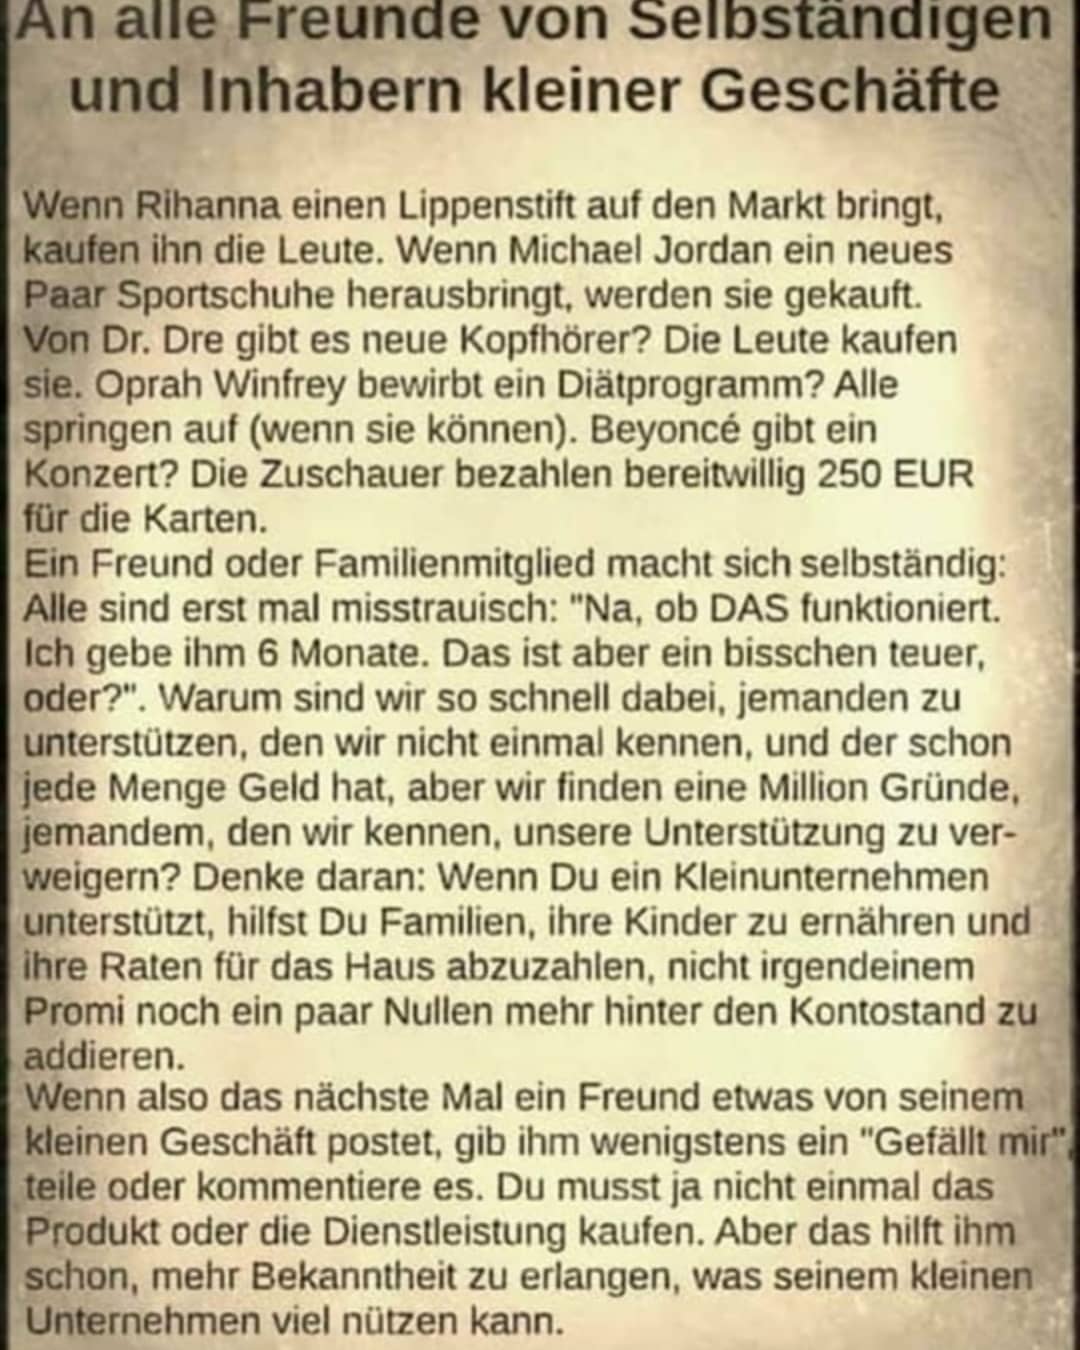 An alle Freunde von Selbständigen
und Inhabern kleiner Geschäfte
Wenn Rihanna einen Lippenstift auf den Markt bringt,
kaufen ihn die Leute. Wenn Michael Jordan ein neues
Paar Sportschuhe herausbringt, werden sie gekauft.
Von Dr. Dre gibt es neue Kopfhörer? Die Leute kaufen
sie. Oprah Winfrey bewirbt ein Diätprogramm? Alle
springen auf (wenn sie können). Beyoncé gibt ein
Konzert? Die Zuschauer bezahlen bereitwillig 250 EUR
für die Karten.
Ein Freund oder Familienmitglied macht sich selbständig:
Alle sind erst mal misstrauisch: "Na, ob DAS funktioniert.
Ich gebe ihm 6 Monate. Das ist aber ein bisschen teuer,
oder?". Warum sind wir so schnell dabei, jemanden zu
unterstützen, den wir nicht einmal kennen, und der schon
jede Menge Geld hat, aber wir finden eine Million Gründe,
jemandem, den wir kennen, unsere Unterstützung zu ver-
weigern? Denke daran: Wenn Du ein Kleinunternehmen
unterstützt, hilfst Du Familien, ihre Kinder zu ernähren und
ihre Raten für das Haus abzuzahlen, nicht irgendeinem
Promi noch ein paar Nullen mehr hinter den Kontostand zu
addieren.
Wenn also das nächste Mal ein Freund etwas von seinem
kleinen Geschäft postet, gib ihm wenigstens ein "Gefällt mir",
teile oder kommentiere es. Du musst ja nicht einmal das
Produkt oder die Dienstleistung kaufen. Aber das hilft ihm
schon, mehr Bekanntheit zu erlangen, was seinem kleinen
Unternehmen viel nützen kann.